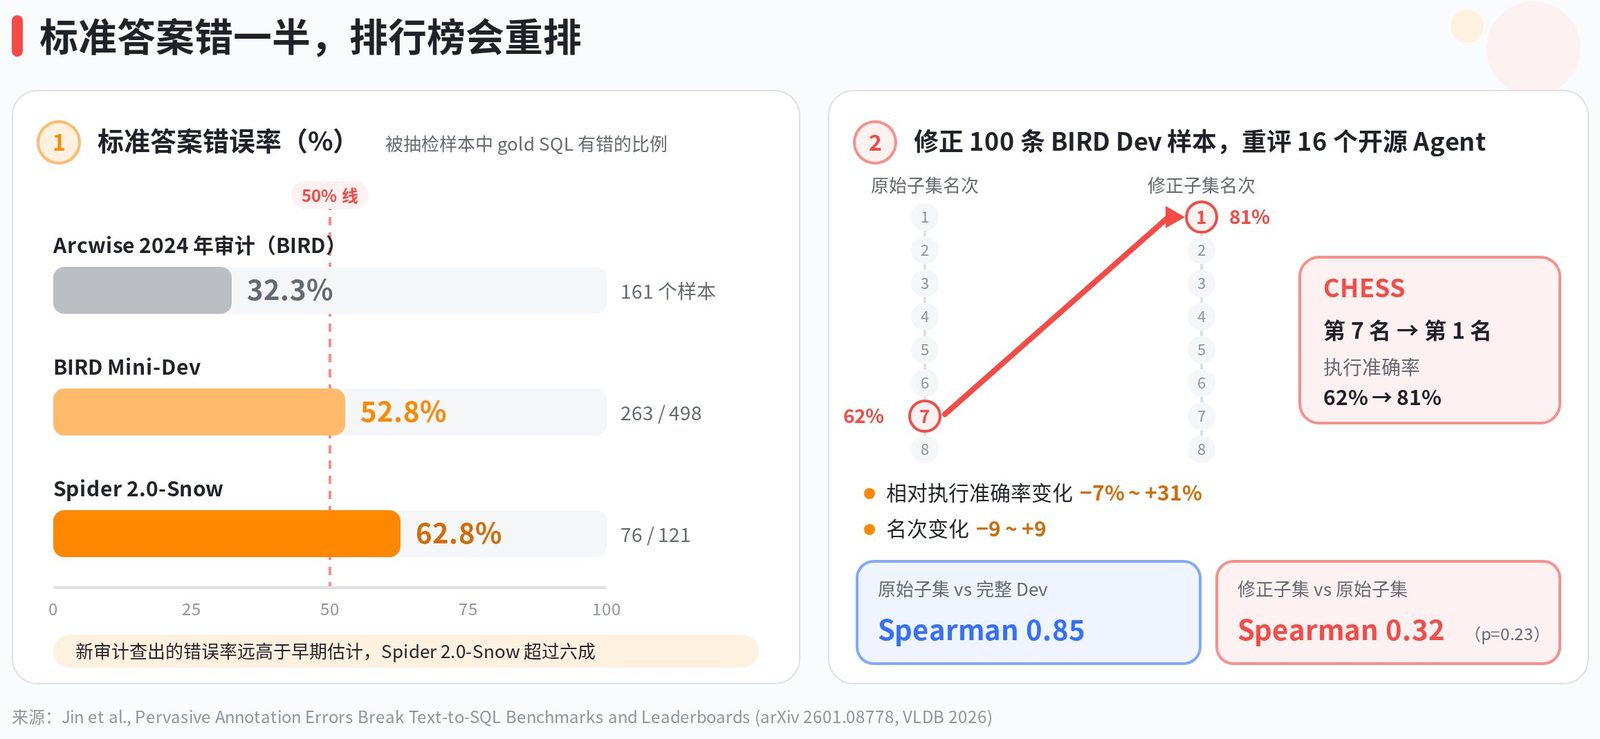 标准答案错一半，排行榜会重排
1 标准答案错误率（%） 被抽检样本中 gold SQL 有错的比例
50% 线
Arcwise 2024 年审计（BIRD）
32.3% 161 个样本
BIRD Mini-Dev
52.8% 263 / 498
Spider 2.0-Snow
62.8% 76 / 121
0 25 50 75 100
新审计查出的错误率远高于早期估计，Spider 2.0-Snow 超过六成
2 修正 100 条 BIRD Dev 样本，重评 16 个开源 Agent
原始子集名次 修正子集名次
1 1 81%
2 2
3 3
4 4
5 5
6 6
62% 7 7
8 8
CHESS
第 7 名 → 第 1 名
执行准确率
62% → 81%
相对执行准确率变化 −7% ~ +31%
名次变化 −9 ~ +9
原始子集 vs 完整 Dev
Spearman 0.85
修正子集 vs 原始子集
Spearman 0.32 （p=0.23）
来源：Jin et al., Pervasive Annotation Errors Break Text-to-SQL Benchmarks and Leaderboards (arXiv 2601.08778, VLDB 2026)